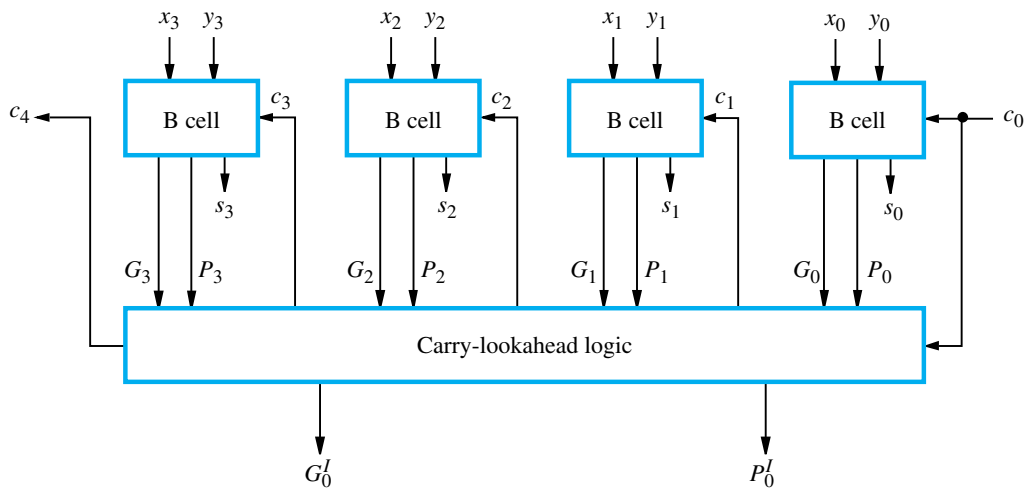 x₃ y₃ x₂ y₂ x₁ y₁ x₀ y₀
c₄ B cell c₃ B cell c₂ B cell c₁ B cell c₀
s₃ s₂ s₁ s₀
G₃ P₃ G₂ P₂ G₁ P₁ G₀ P₀
Carry-lookahead logic
G₀ᴵ P₀ᴵ